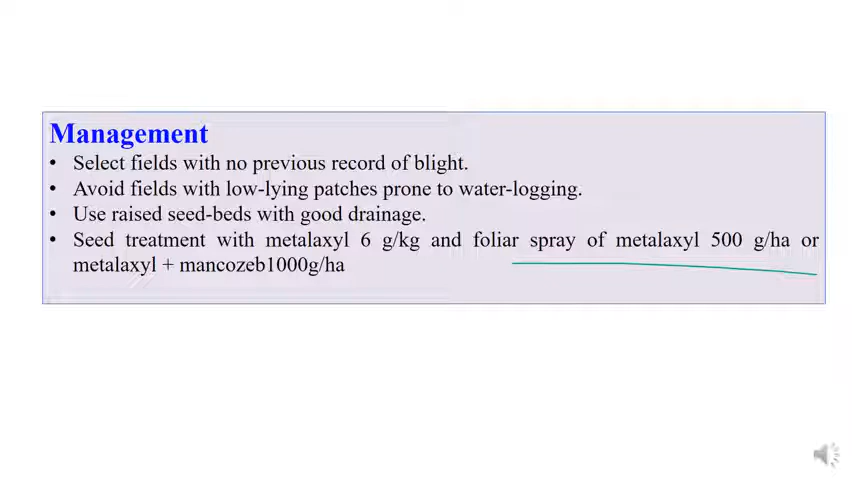 Management
• Select fields with no previous record of blight.
• Avoid fields with low-lying patches prone to water-logging.
• Use raised seed-beds with good drainage.
• Seed treatment with metalaxyl 6 g/kg and foliar spray of metalaxyl 500 g/ha or
metalaxyl + mancozeb1000g/ha